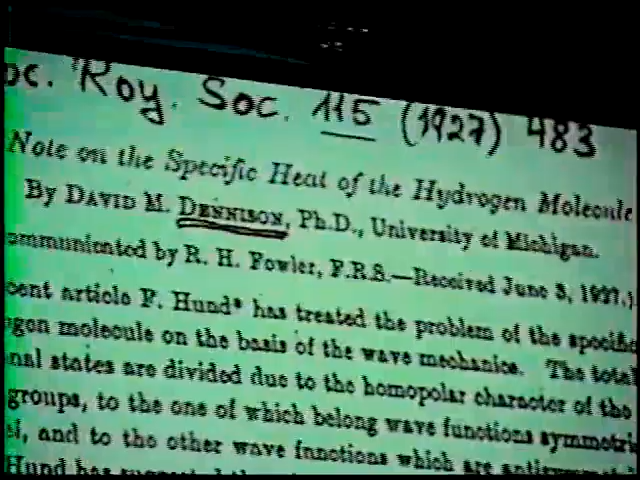 oc. Roy. Soc. 115 (1927) 483
Note on the Specific Heat of the Hydrogen Molecule
By DAVID M. DENNISON, Ph.D., University of Michigan.
ommunicated by R. H. Fowler, F.R.S.—Received June 3, 1927.)
cent article F. Hund* has treated the problem of the specific
ogen molecule on the basis of the wave mechanics. The total
nal states are divided due to the homopolar character of the
groups, to the one of which belong wave functions symmetri
el, and to the other wave functions which are antisymmet
Hund has